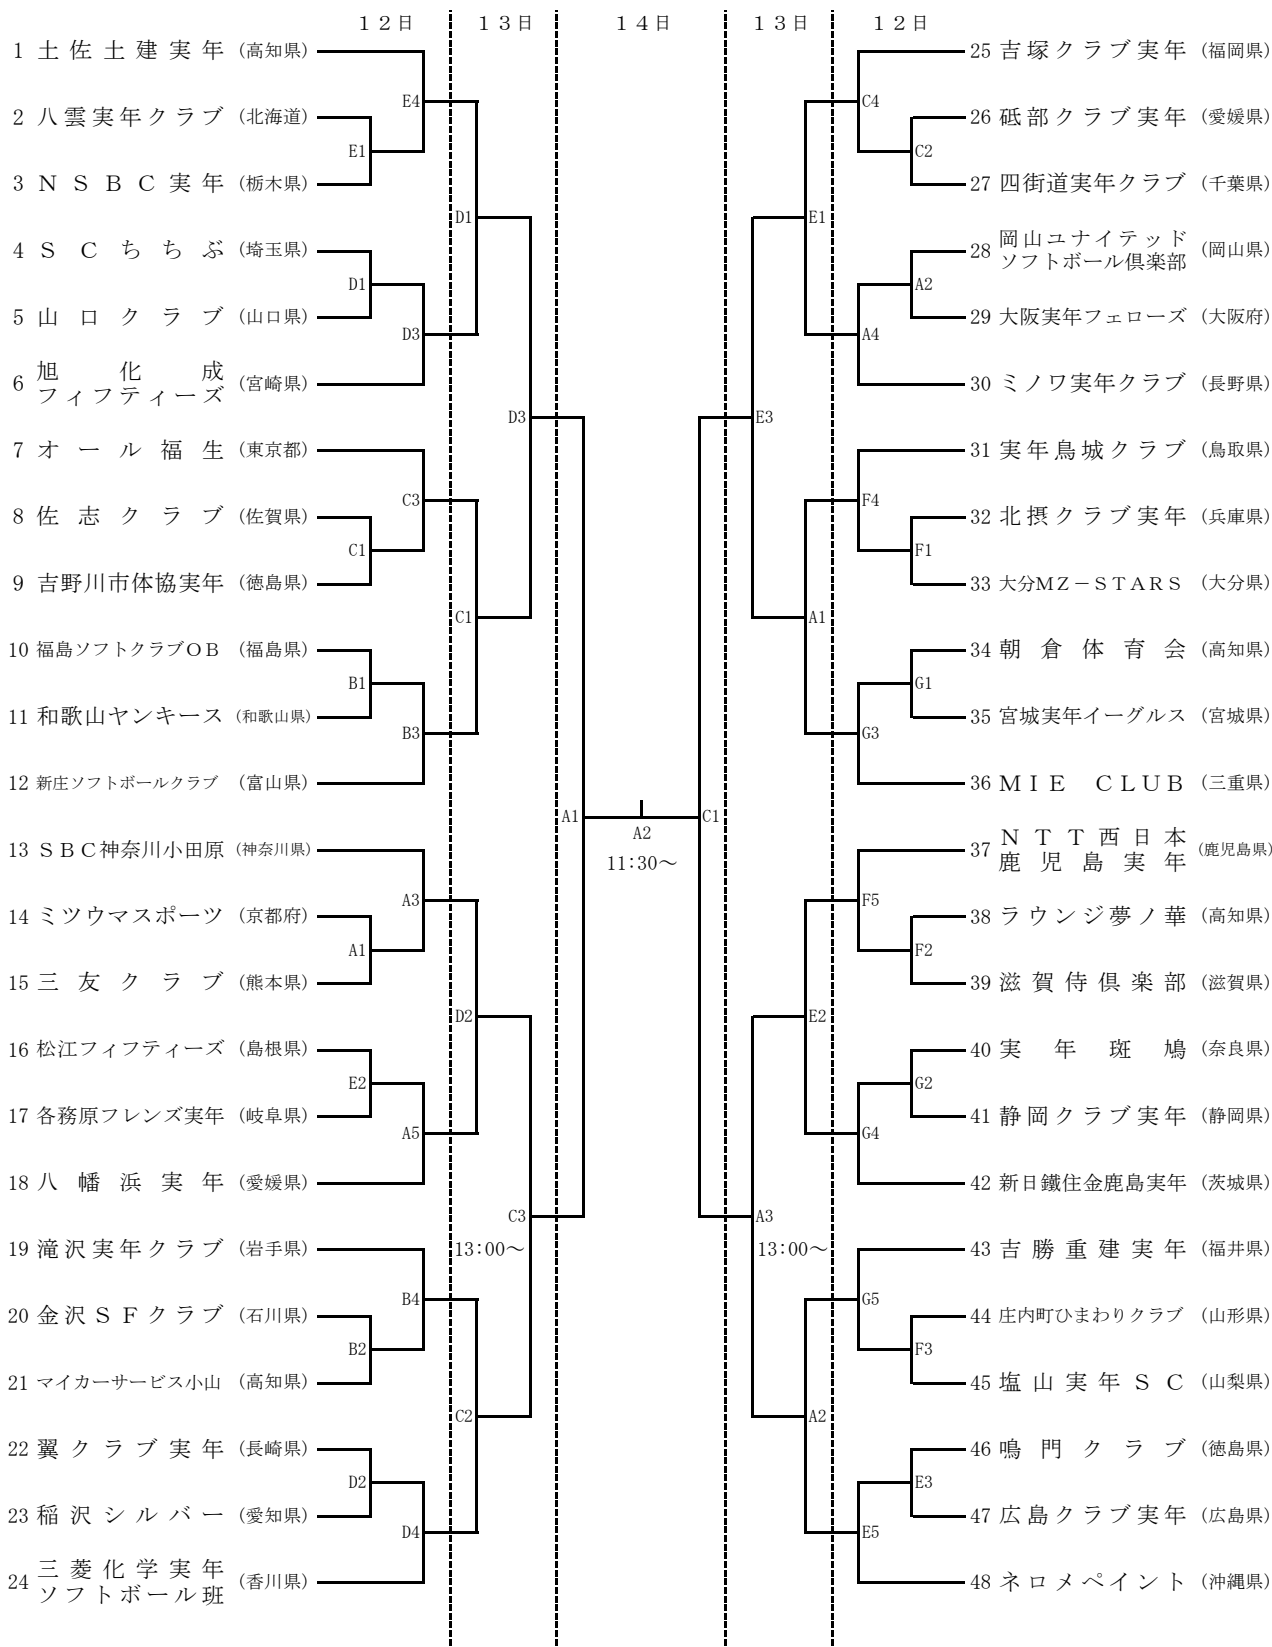 １２日 １３日 １４日 １３日 １２日
1 土佐土建実年 (高知県)
E4
2 八雲実年クラブ (北海道)
E1
3 ＮＳＢＣ実年 (栃木県)
D1
4 ＳＣちちぶ (埼玉県)
D1
5 山口クラブ (山口県)
D3
6 旭化成
フィフティーズ (宮崎県)
D3
7 オール福生 (東京都)
C3
8 佐志クラブ (佐賀県)
C1
9 吉野川市体協実年 (徳島県)
C1
10 福島ソフトクラブＯＢ (福島県)
B1
11 和歌山ヤンキース (和歌山県)
B3
12 新庄ソフトボールクラブ (富山県)
A1
13 ＳＢＣ神奈川小田原 (神奈川県)
A3
14 ミツウマスポーツ (京都府)
A1
15 三友クラブ (熊本県)
D2
16 松江フィフティーズ (島根県)
E2
17 各務原フレンズ実年 (岐阜県)
A5
18 八幡浜実年 (愛媛県)
C3
13:00～
19 滝沢実年クラブ (岩手県)
B4
20 金沢ＳＦクラブ (石川県)
B2
21 マイカーサービス小山 (高知県)
C2
22 翼クラブ実年 (長崎県)
D2
23 稲沢シルバー (愛知県)
D4
24 三菱化学実年
ソフトボール班 (香川県)
A2
11:30～
25 吉塚クラブ実年 (福岡県)
C4
26 砥部クラブ実年 (愛媛県)
C2
27 四街道実年クラブ (千葉県)
E1
28 岡山ユナイテッド
ソフトボール倶楽部 (岡山県)
A2
29 大阪実年フェローズ (大阪府)
A4
30 ミノワ実年クラブ (長野県)
E3
31 実年鳥城クラブ (鳥取県)
F4
32 北摂クラブ実年 (兵庫県)
F1
33 大分ＭＺ－ＳＴＡＲＳ (大分県)
A1
34 朝倉体育会 (高知県)
G1
35 宮城実年イーグルス (宮城県)
G3
36 ＭＩＥ ＣＬＵＢ (三重県)
C1
37 ＮＴＴ西日本
鹿児島実年 (鹿児島県)
F5
38 ラウンジ夢ノ華 (高知県)
F2
39 滋賀侍倶楽部 (滋賀県)
E2
40 実年斑鳩 (奈良県)
G2
41 静岡クラブ実年 (静岡県)
G4
42 新日鐵住金鹿島実年 (茨城県)
A3
13:00～
43 吉勝重建実年 (福井県)
G5
44 庄内町ひまわりクラブ (山形県)
F3
45 塩山実年ＳＣ (山梨県)
A2
46 鳴門クラブ (徳島県)
E3
47 広島クラブ実年 (広島県)
E5
48 ネロメペイント (沖縄県)